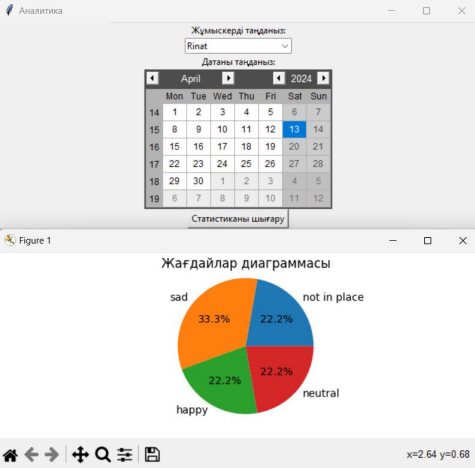 Аналитика
Жұмыскерді таңданыз:
Rinat
Датаны таңданыз:
April 2024
Mon Tue Wed Thu Fri Sat Sun
14 1 2 3 4 5 6 7
15 8 9 10 11 12 13 14
16 15 16 17 18 19 20 21
17 22 23 24 25 26 27 28
18 29 30 1 2 3 4 5
19 6 7 8 9 10 11 12
Статистиканы шығару
Figure 1
Жағдайлар диаграммасы
sad not in place
33.3% 22.2%
22.2% 22.2%
happy neutral
x=2.64 y=0.68